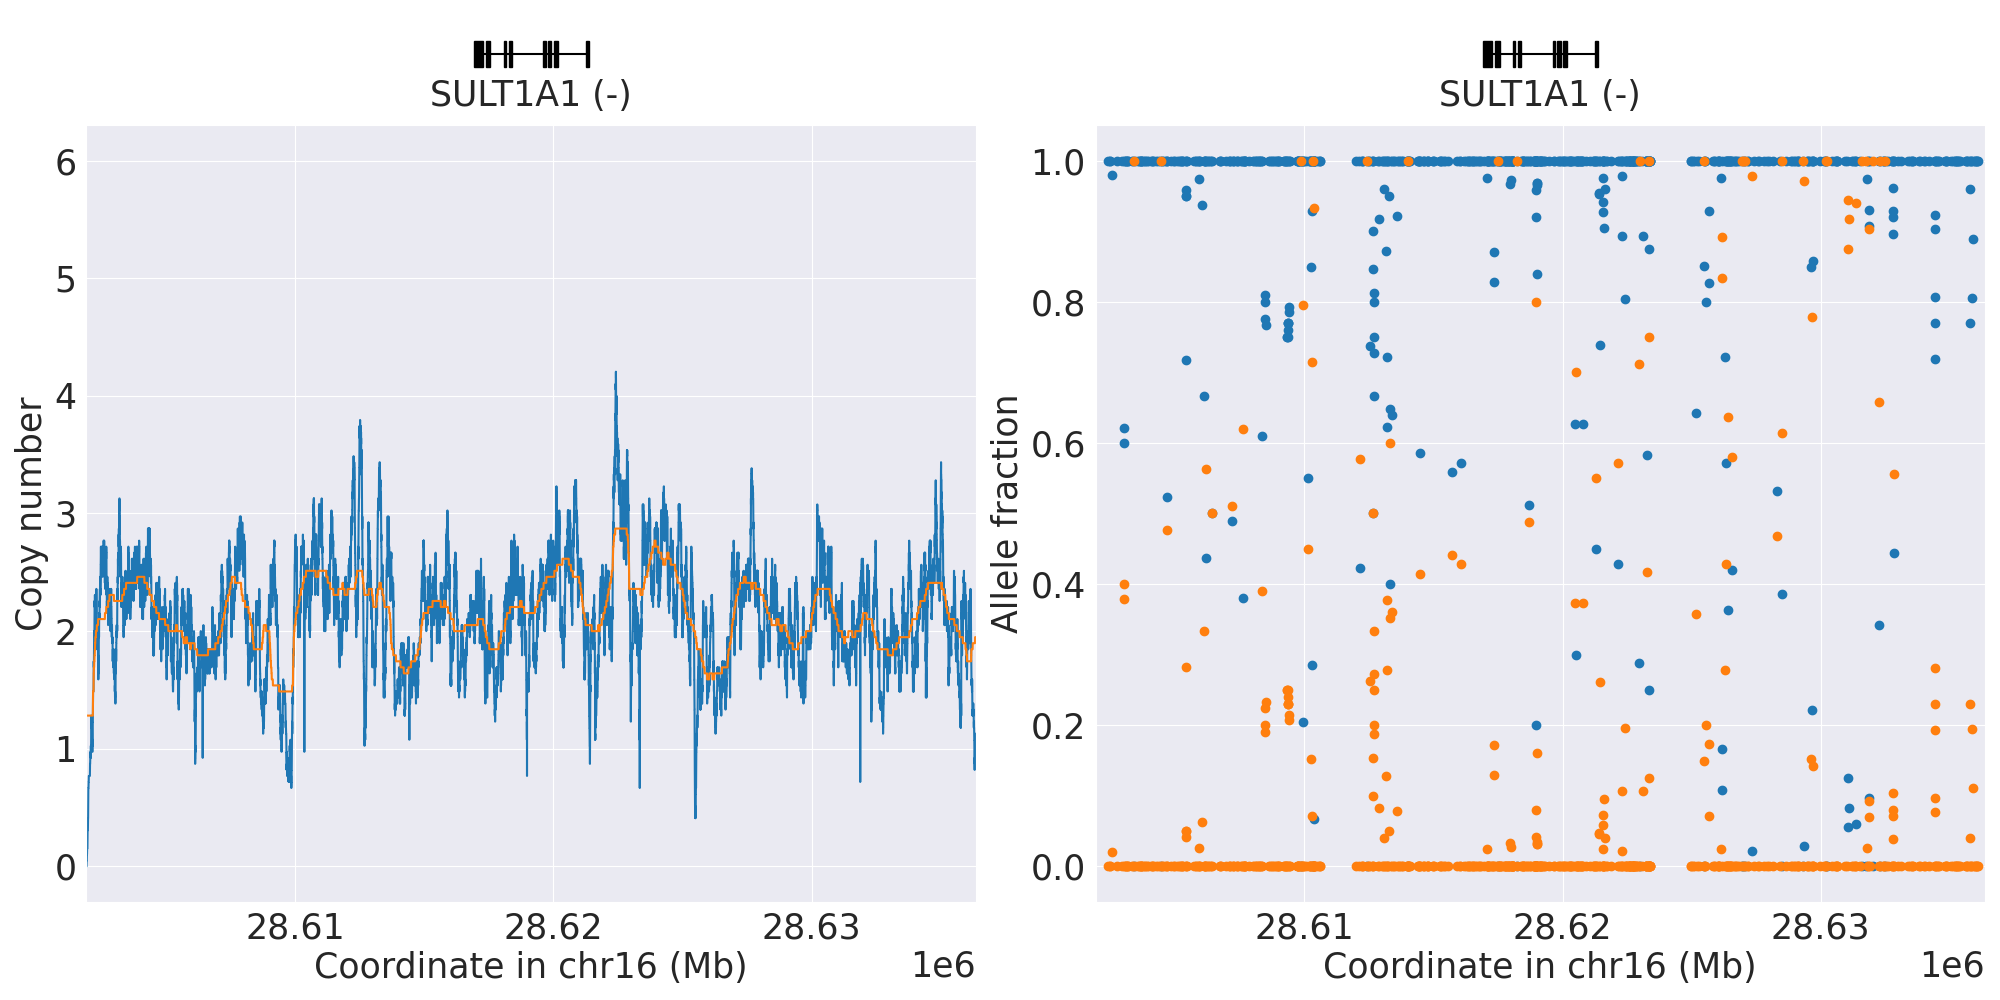 SULT1A1 (-)
6
5
4
3
2
1
0
Copy number
28.61
28.62
28.63
Coordinate in chr16 (Mb)
1e6
SULT1A1 (-)
1.0
0.8
0.6
0.4
0.2
0.0
Allele fraction
28.61
28.62
28.63
Coordinate in chr16 (Mb)
1e6